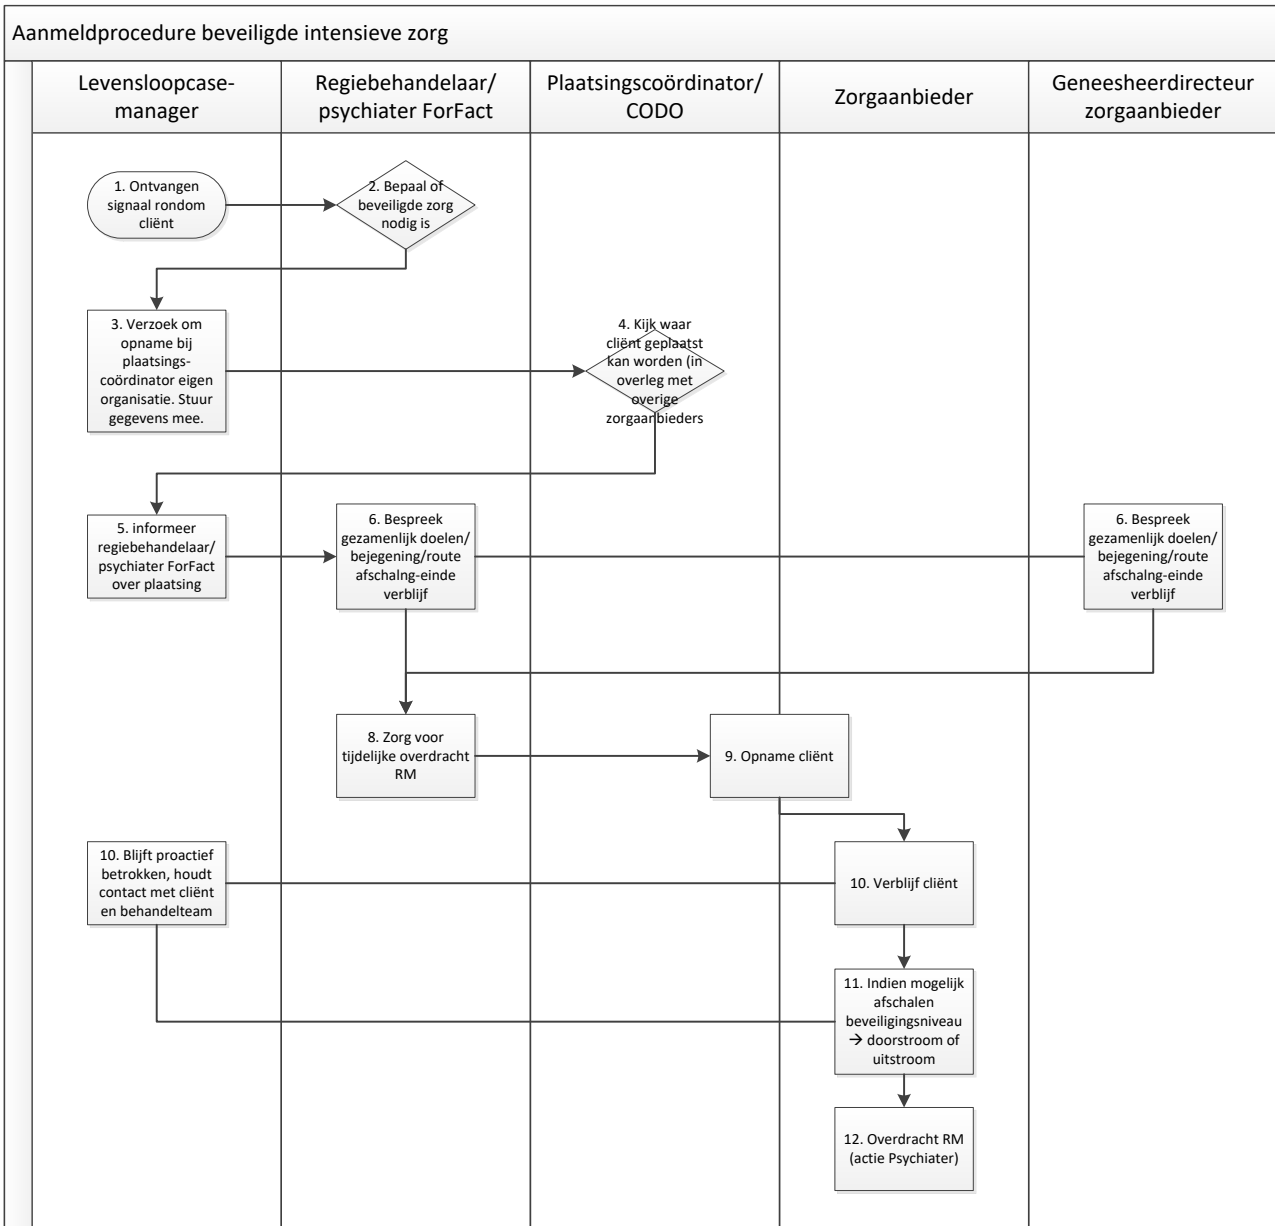 Aanmeldprocedure beveiligde intensieve zorg
Levensloopcase-
manager
Regiebehandelaar/
psychiater ForFact
Plaatsingscoördinator/
CODO
Zorgaanbieder
Geneesheerdirecteur
zorgaanbieder
1. Ontvangen
signaal rondom
cliënt
2. Bepaal of
beveiligde zorg
nodig is
3. Verzoek om
opname bij
plaatsings-
coördinator eigen
organisatie. Stuur
gegevens mee.
4. Kijk waar
cliënt geplaatst
kan worden (in
overleg met
overige
zorgaanbieders
5. informeer
regiebehandelaar/
psychiater ForFact
over plaatsing
6. Bespreek
gezamenlijk doelen/
bejegening/route
afschalng-einde
verblijf
6. Bespreek
gezamenlijk doelen/
bejegening/route
afschalng-einde
verblijf
8. Zorg voor
tijdelijke overdracht
RM
9. Opname cliënt
10. Blijft proactief
betrokken, houdt
contact met cliënt
en behandelteam
10. Verblijf cliënt
11. Indien mogelijk
afschalen
beveiligingsniveau
→ doorstroom of
uitstroom
12. Overdracht RM
(actie Psychiater)